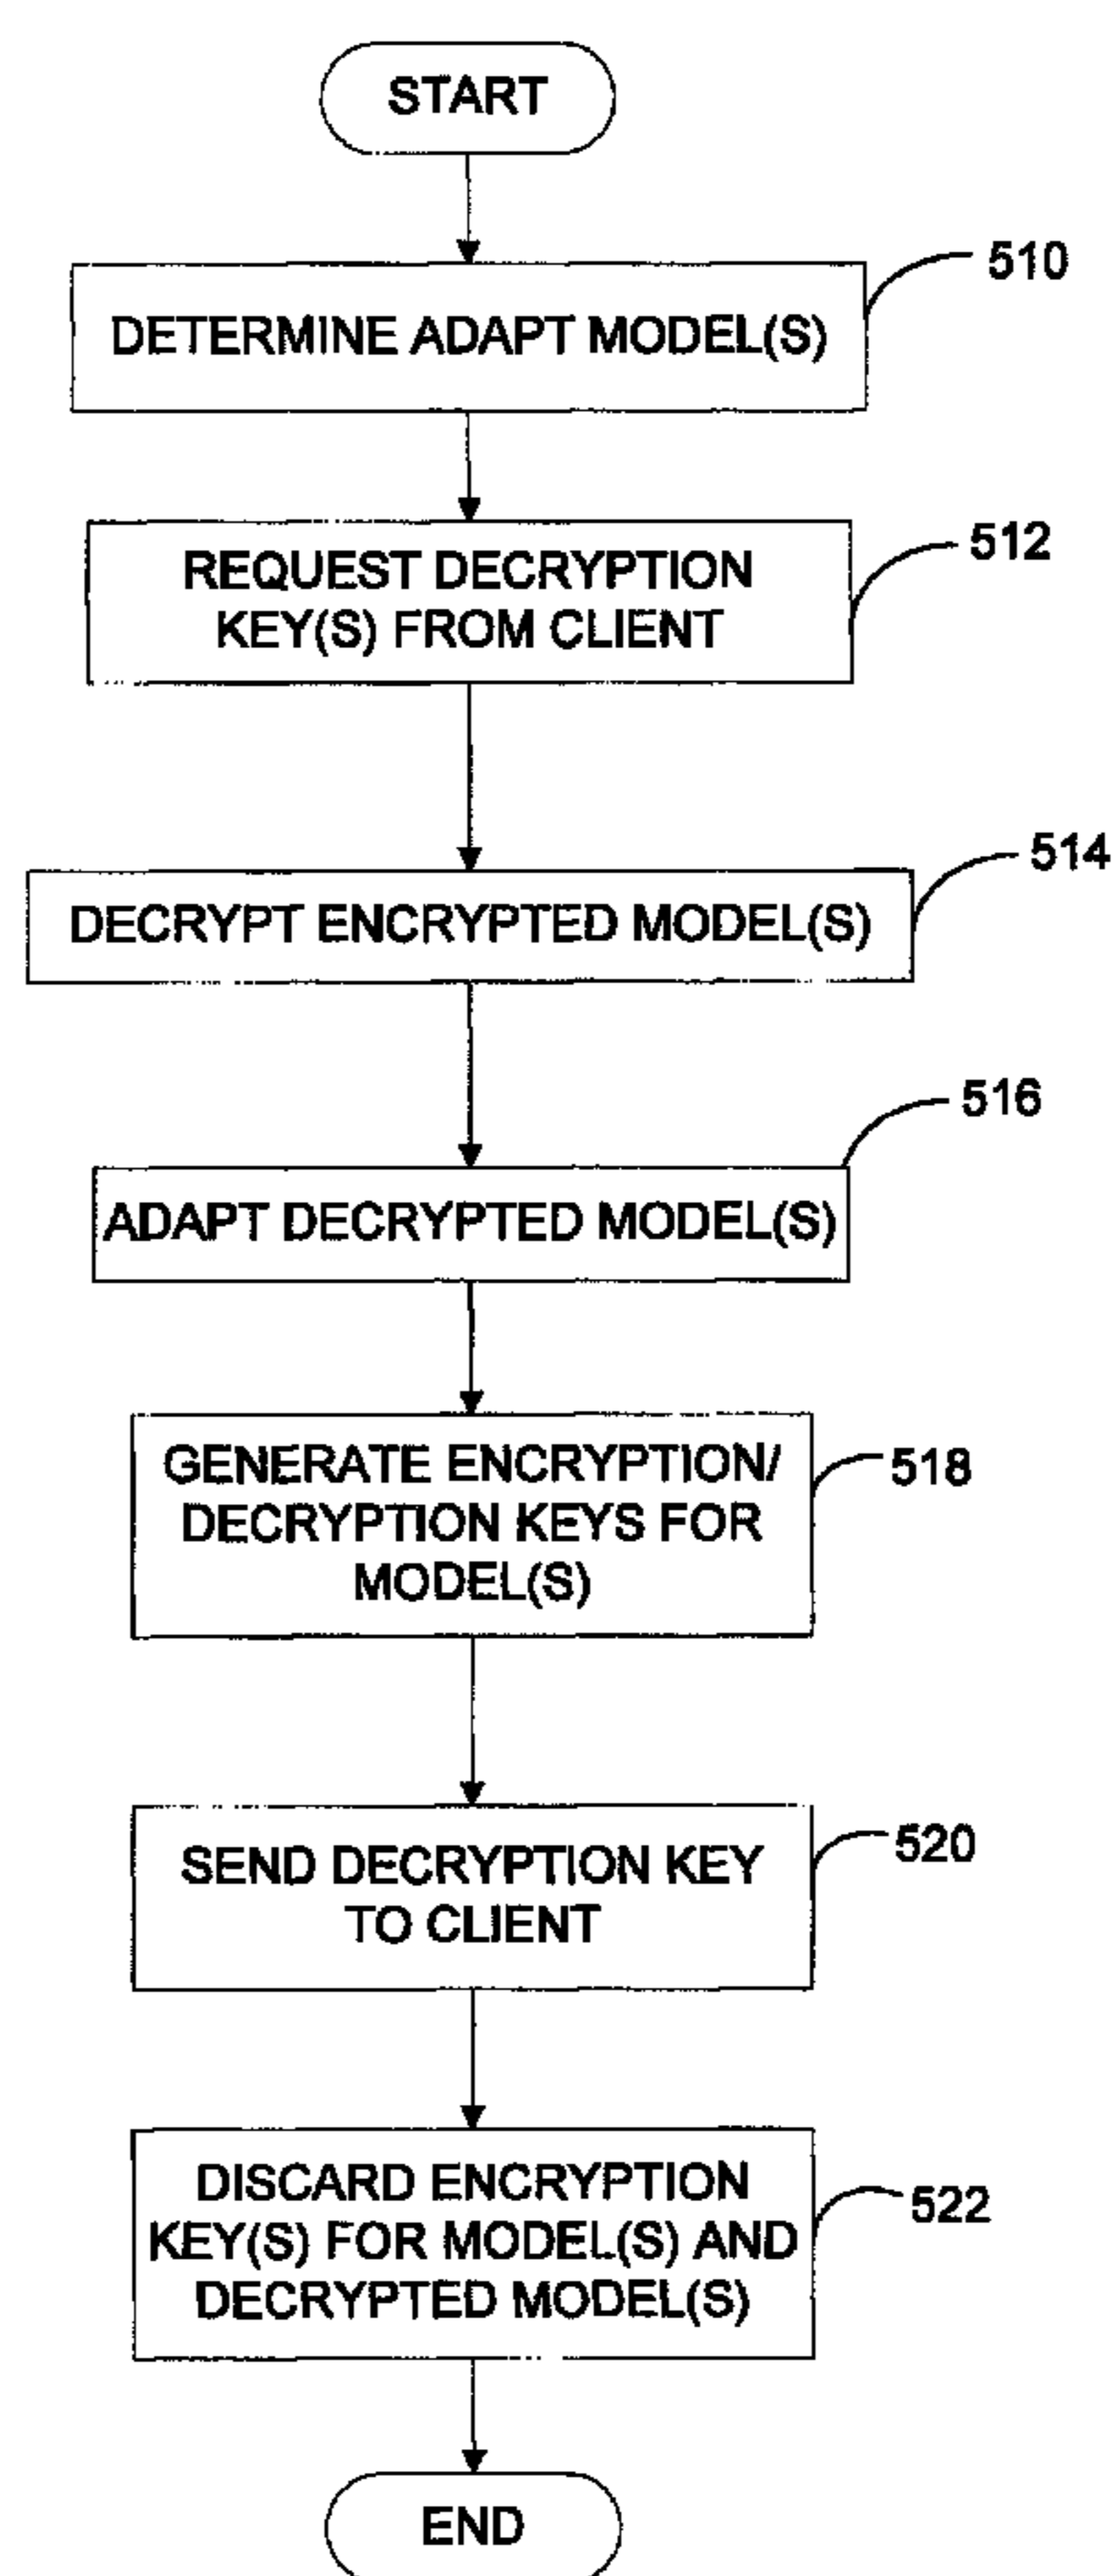 START
510
DETERMINE ADAPT MODEL(S)
512
REQUEST DECRYPTION
KEY(S) FROM CLIENT
514
DECRYPT ENCRYPTED MODEL(S)
516
ADAPT DECRYPTED MODEL(S)
518
GENERATE ENCRYPTION/
DECRYPTION KEYS FOR
MODEL(S)
520
SEND DECRYPTION KEY
TO CLIENT
522
DISCARD ENCRYPTION
KEY(S) FOR MODEL(S) AND
DECRYPTED MODEL(S)
END